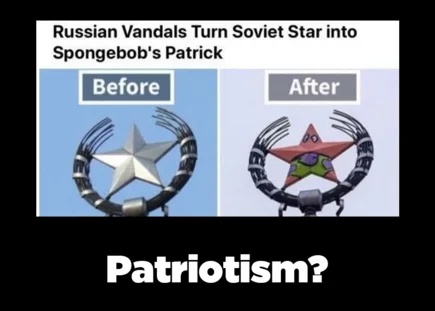 Russian Vandals Turn Soviet Star into
Spongebob's Patrick
Before
After
Patriotism?